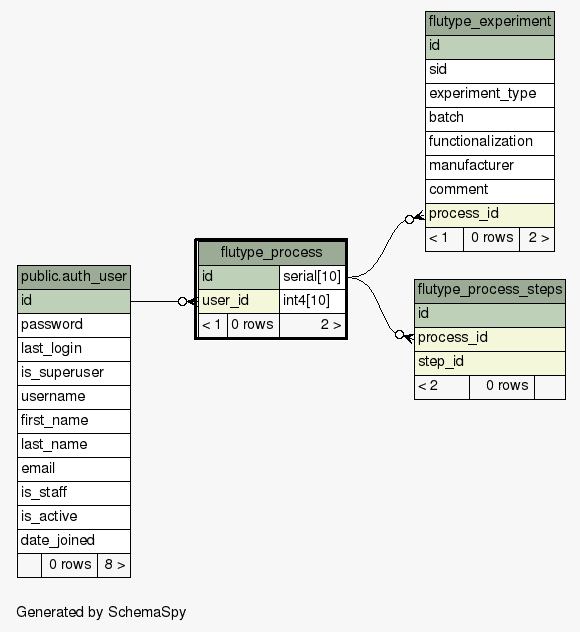 flutype_experiment
id
sid
experiment_type
batch
functionalization
manufacturer
comment
process_id
< 1 0 rows 2 >
flutype_process
id serial[10]
user_id int4[10]
< 1 0 rows 2 >
public.auth_user
id
password
last_login
is_superuser
username
first_name
last_name
email
is_staff
is_active
date_joined
0 rows 8 >
flutype_process_steps
id
process_id
step_id
< 2 0 rows
Generated by SchemaSpy